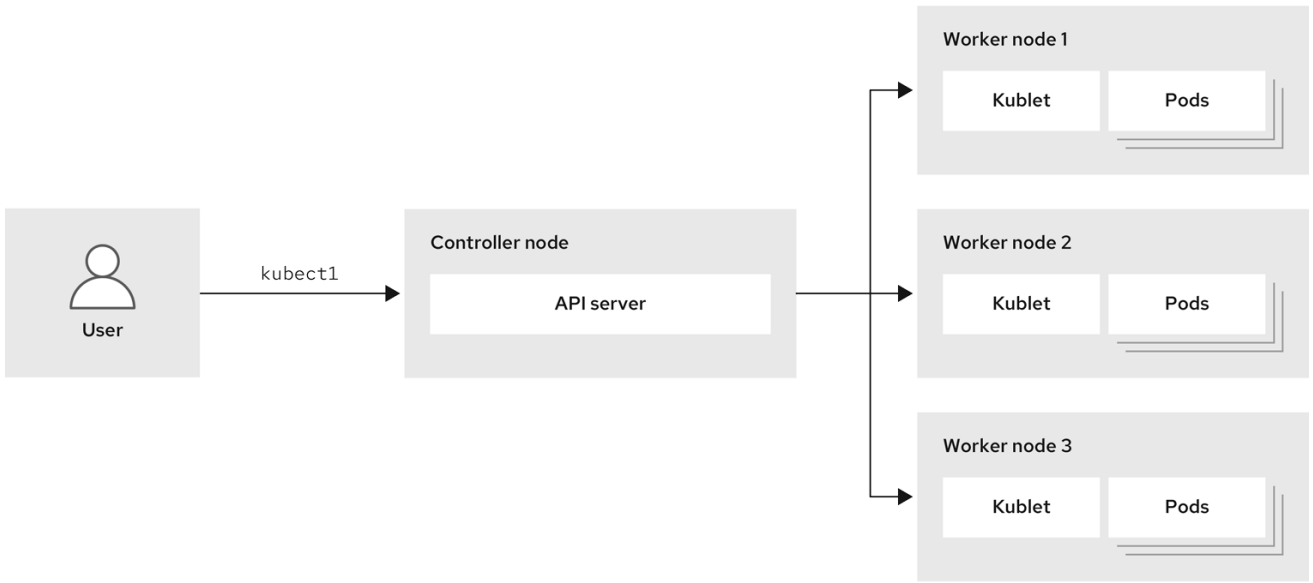 User
kubect1
Controller node
API server
Worker node 1
Kublet
Pods
Worker node 2
Kublet
Pods
Worker node 3
Kublet
Pods